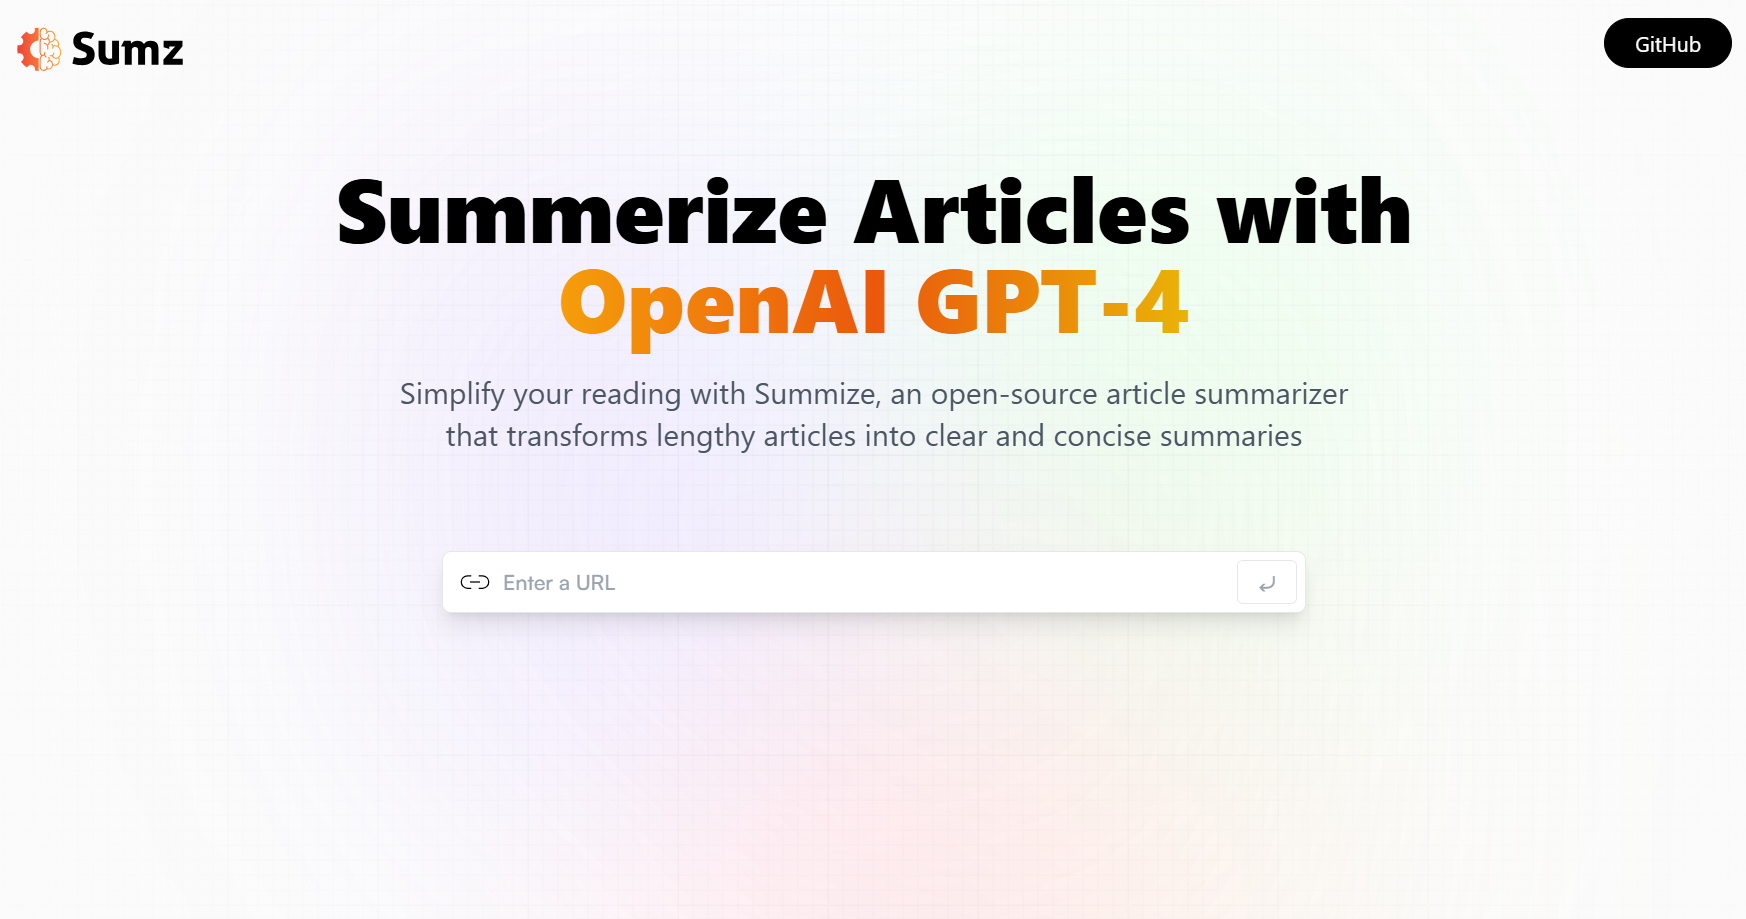 Sumz
GitHub
Summerize Articles with
OpenAI GPT-4
Simplify your reading with Summize, an open-source article summarizer
that transforms lengthy articles into clear and concise summaries
Enter a URL